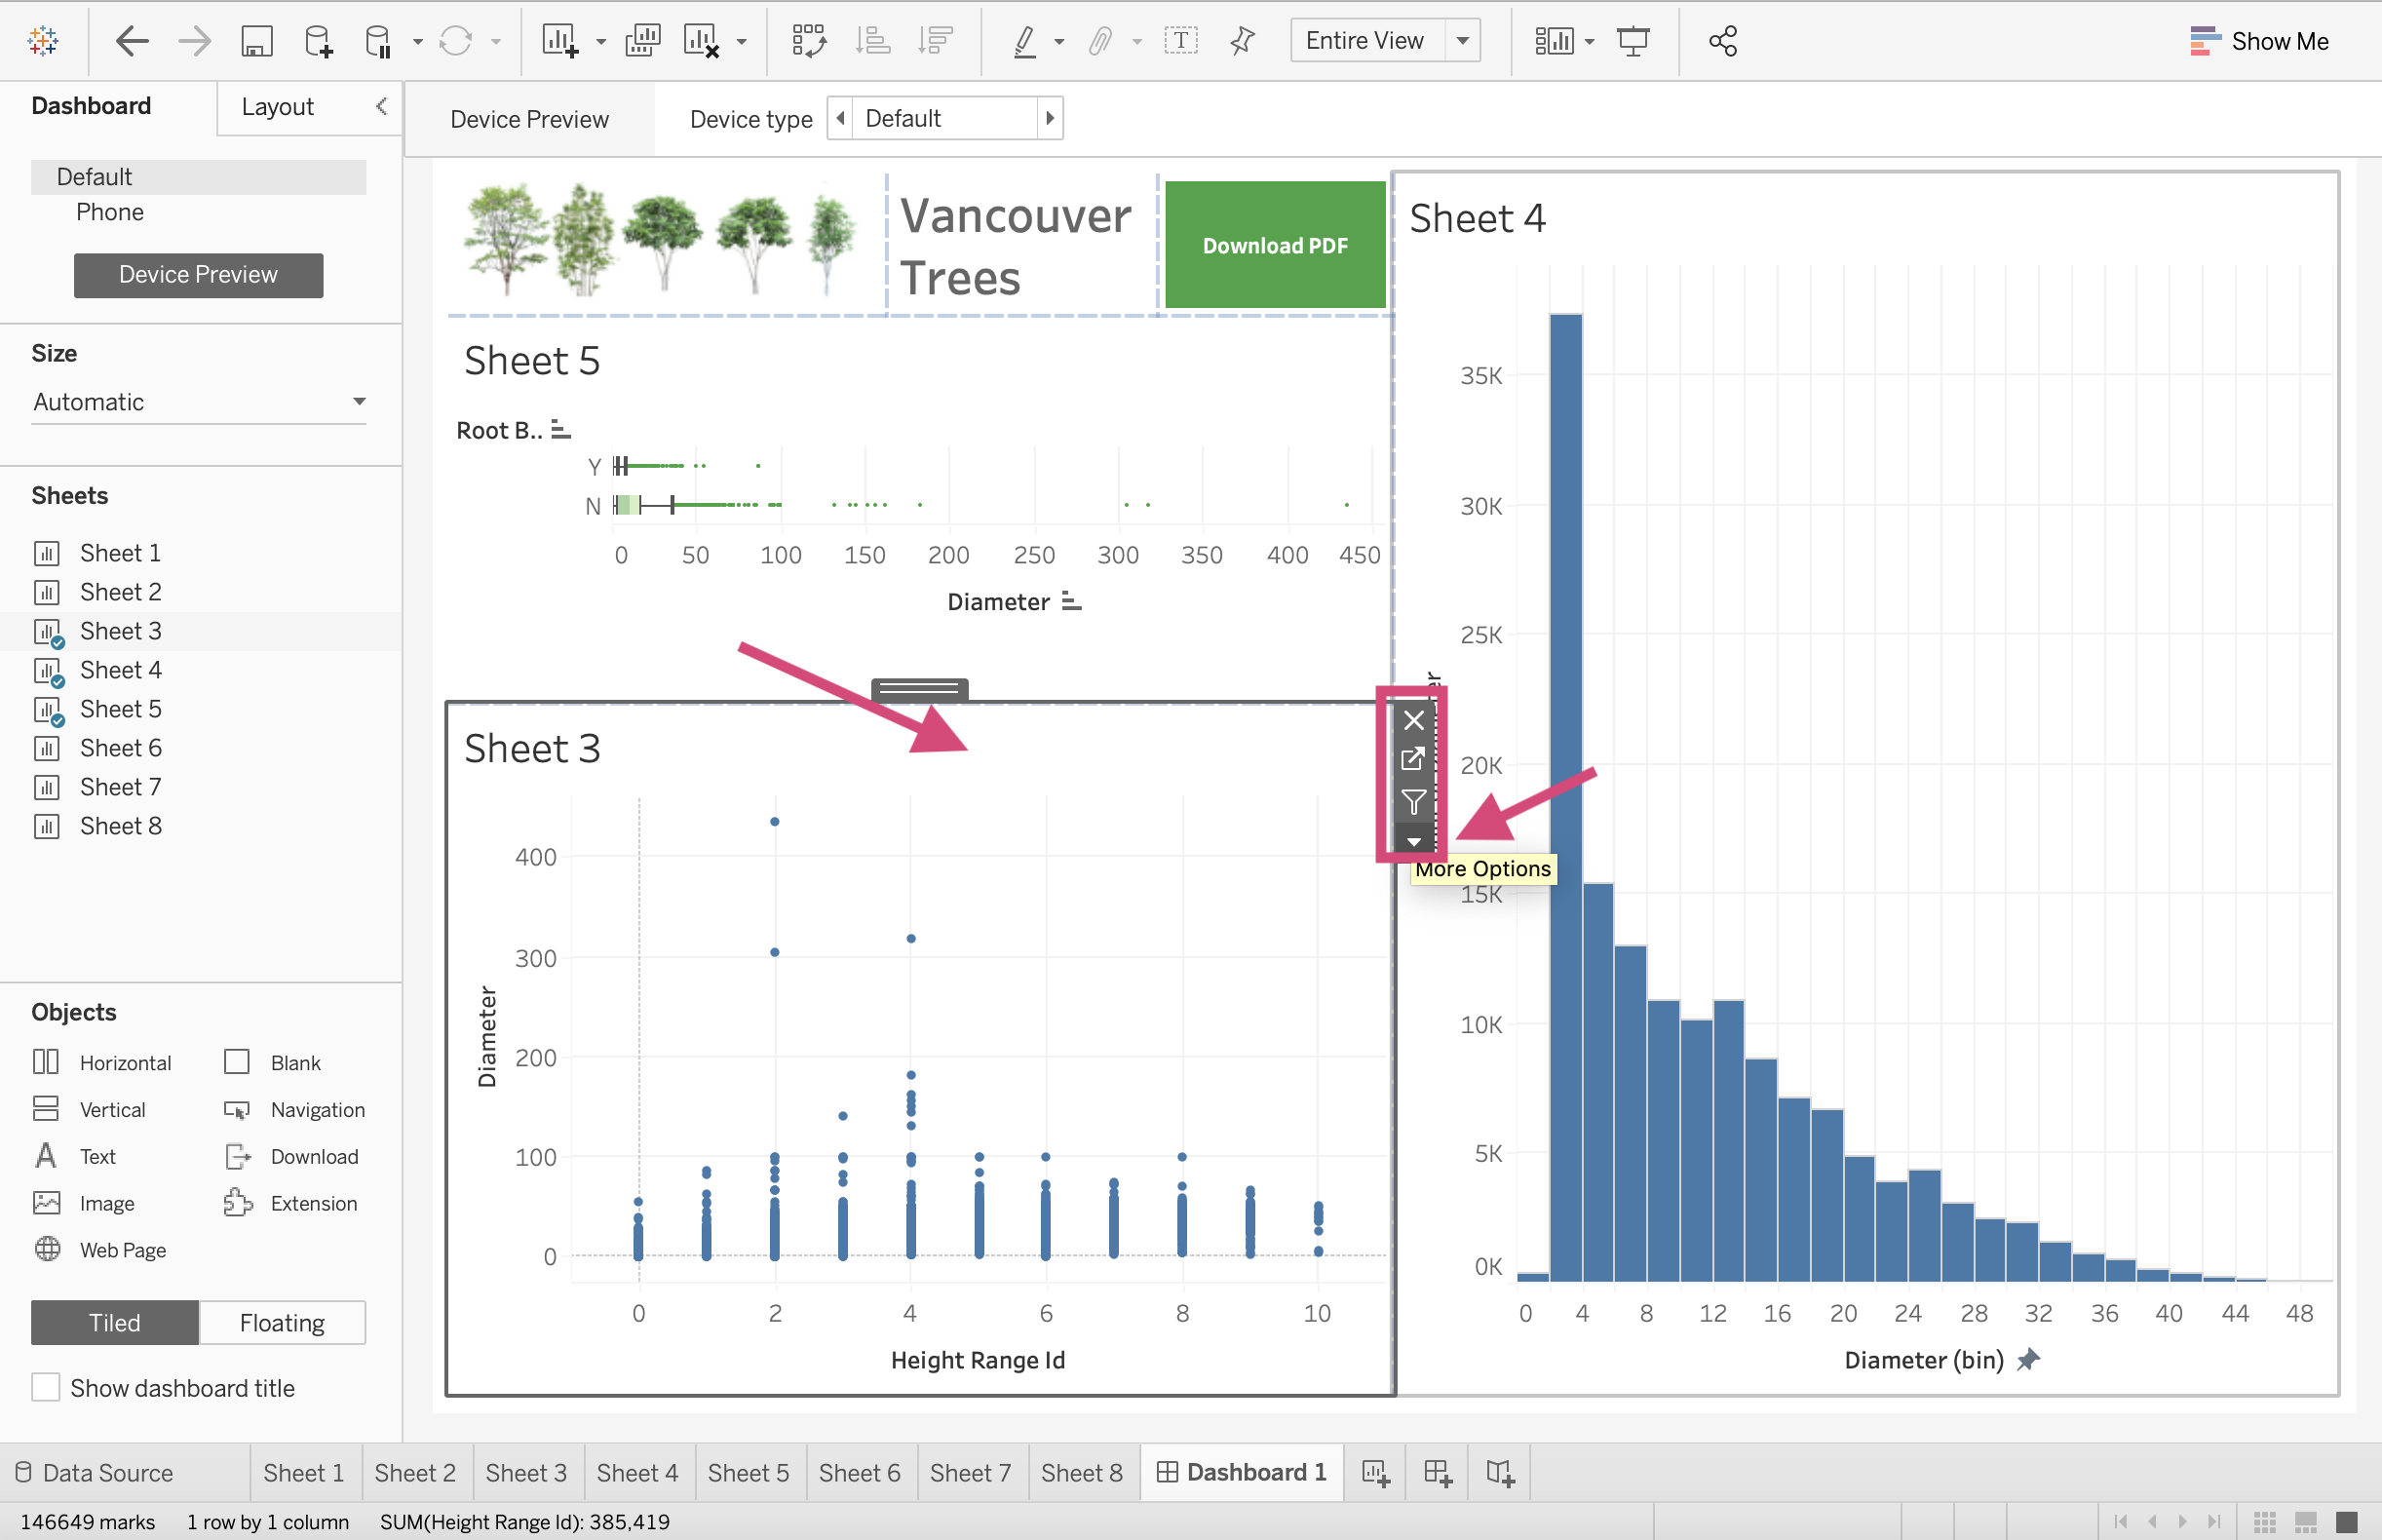 Entire View
Show Me
Dashboard
Layout
Device Preview
Device type
Default
Default
Phone
Device Preview
Size
Automatic
Sheets
Sheet 1
Sheet 2
Sheet 3
Sheet 4
Sheet 5
Sheet 6
Sheet 7
Sheet 8
Objects
Horizontal
Blank
Vertical
Navigation
Text
Download
Image
Extension
Web Page
Tiled
Floating
Show dashboard title
Vancouver
Trees
Download PDF
Sheet 5
Root B..
Y
N
0 50 100 150 200 250 300 350 400 450
Diameter
Sheet 3
400
300
200
100
0
Diameter
0 2 4 6 8 10
Height Range Id
Sheet 4
35K
30K
25K
20K
15K
10K
5K
0K
More Options
0 4 8 12 16 20 24 28 32 36 40 44 48
Diameter (bin)
Data Source
Sheet 1
Sheet 2
Sheet 3
Sheet 4
Sheet 5
Sheet 6
Sheet 7
Sheet 8
Dashboard 1
146649 marks
1 row by 1 column
SUM(Height Range Id): 385,419